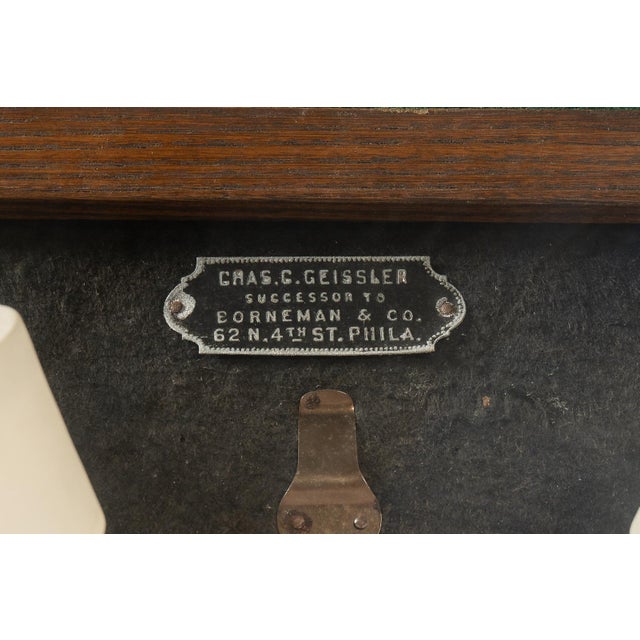 CHAS. C. GEISSLER
SUCCESSOR TO
BORNEMAN & CO.
62 N. 4TH ST. PHILA.